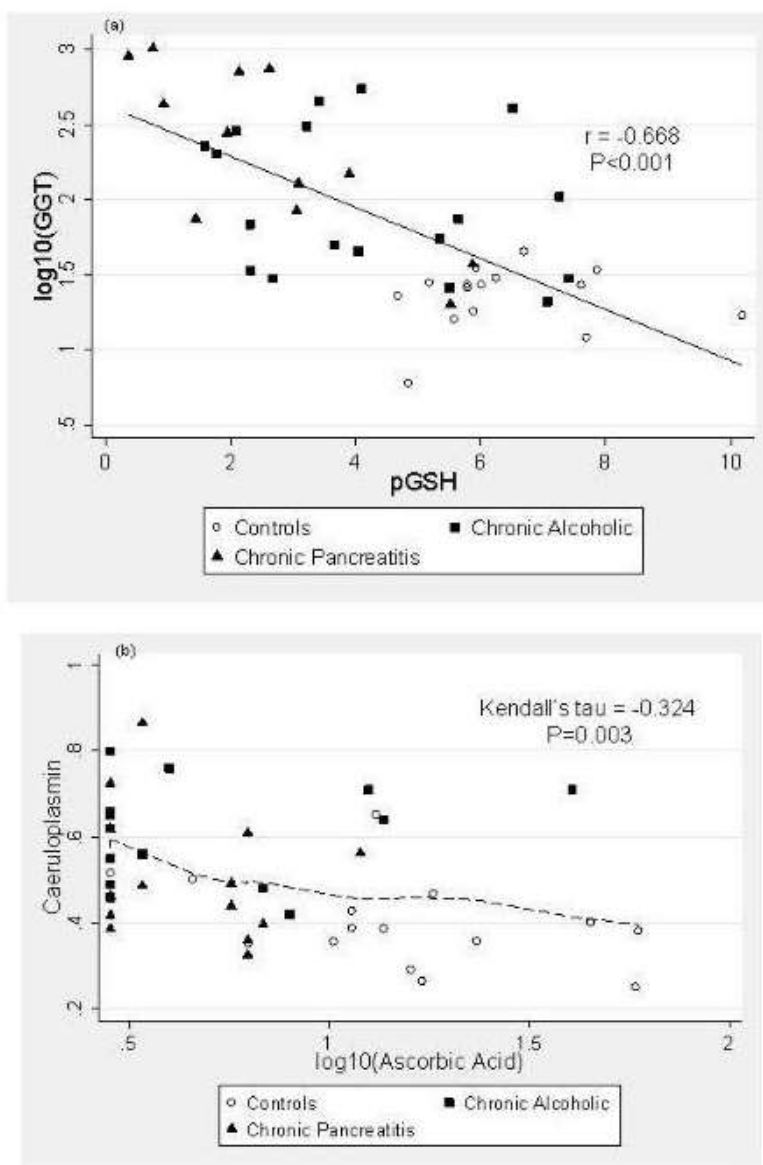 (a)
3
2.5
2
1.5
1
.5
log10(GGT)
r = -0.668
P<0.001
0 2 4 6 8 10
pGSH
Controls Chronic Alcoholic
Chronic Pancreatitis
(b)
1
.8
.6
.4
.2
Caeruloplasmin
Kendall's tau = -0.324
P=0.003
.5 1 1.5 2
log10(Ascorbic Acid)
Controls Chronic Alcoholic
Chronic Pancreatitis